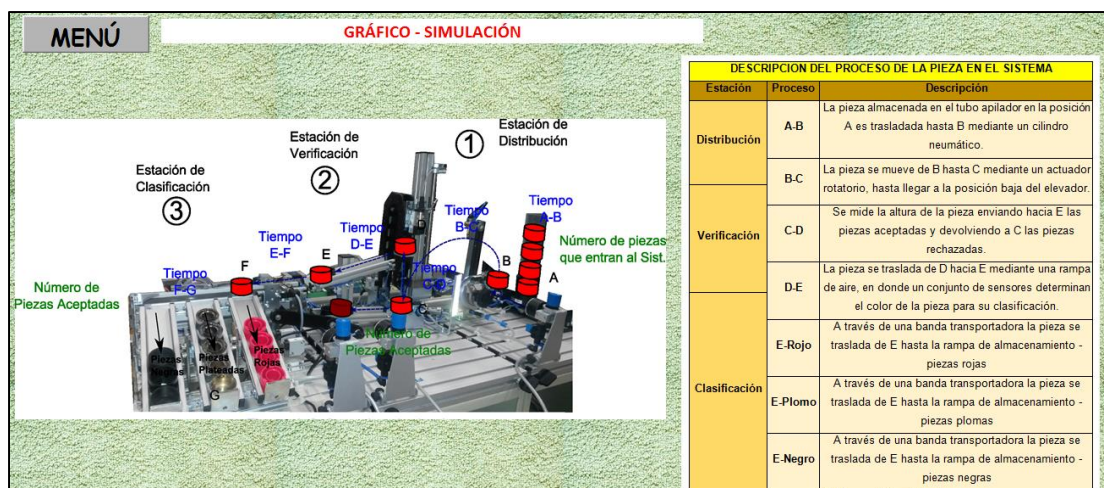 MENÚ
GRÁFICO - SIMULACIÓN
Estación de
Distribución
1
Estación de
Verificación
2
Estación de
Clasificación
3
Tiempo
A-B
Tiempo
B-C
Tiempo
D-E
Tiempo
E-F
Tiempo
F-G
Tiempo
C-D
Número de piezas
que entran al Sist.
Número de
Piezas Aceptadas
Número de
Piezas Aceptadas
A
B
C
D
E
F
G
Piezas
Negras
Piezas
Plateadas
Piezas
Rojas
DESCRIPCION DEL PROCESO DE LA PIEZA EN EL SISTEMA
Estación Proceso Descripción
Distribución
A-B
La pieza almacenada en el tubo apilador en la posición
A es trasladada hasta B mediante un cilindro
neumático.
B-C
La pieza se mueve de B hasta C mediante un actuador
rotatorio, hasta llegar a la posición baja del elevador.
Verificación
C-D
Se mide la altura de la pieza enviando hacia E las
piezas aceptadas y devolviendo a C las piezas
rechazadas.
D-E
La pieza se traslada de D hacia E mediante una rampa
de aire, en donde un conjunto de sensores determinan
el color de la pieza para su clasificación.
Clasificación
E-Rojo
A través de una banda transportadora la pieza se
traslada de E hasta la rampa de almacenamiento -
piezas rojas
E-Plomo
A través de una banda transportadora la pieza se
traslada de E hasta la rampa de almacenamiento -
piezas plomas
E-Negro
A través de una banda transportadora la pieza se
traslada de E hasta la rampa de almacenamiento -
piezas negras